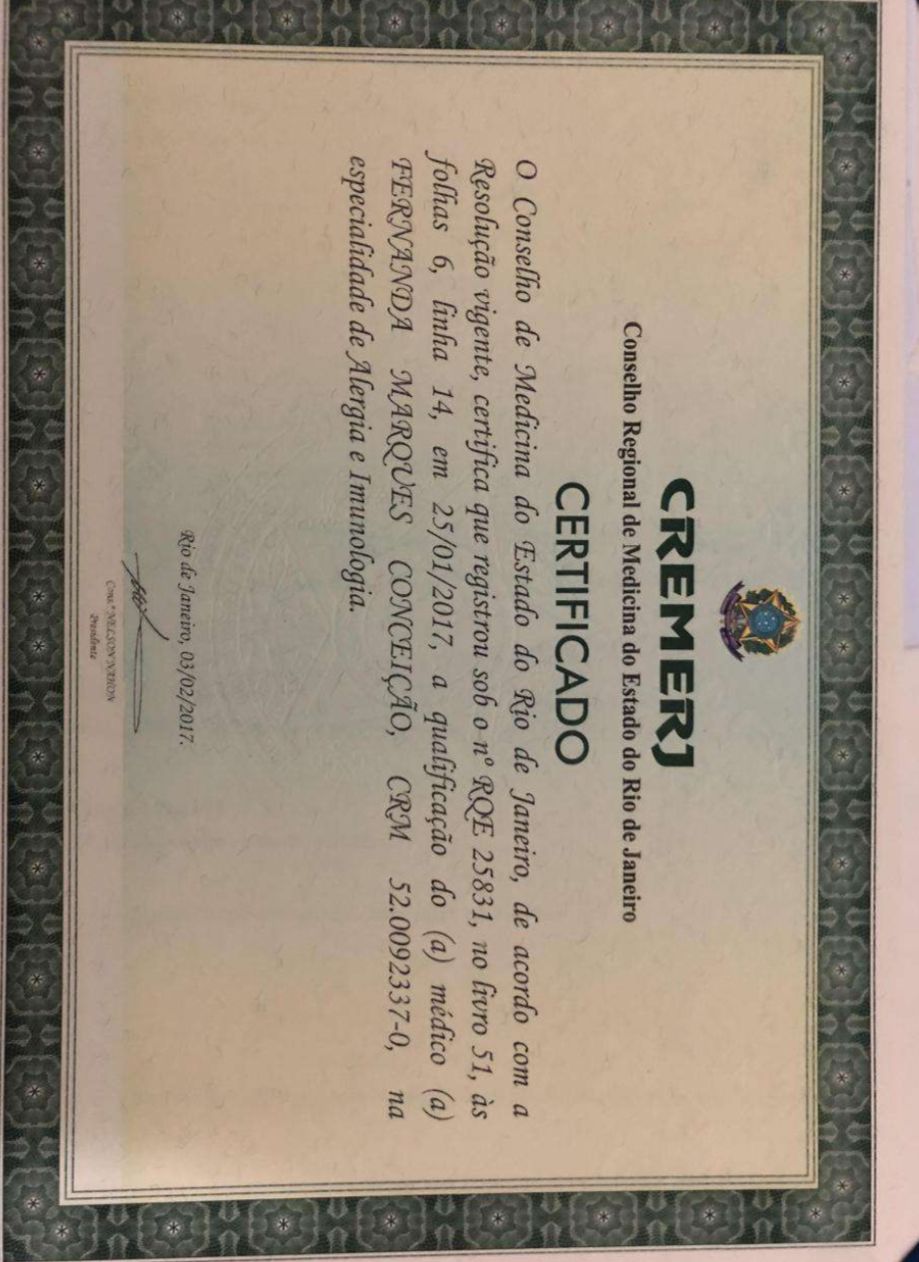 CREMERJ
Conselho Regional de Medicina do Estado do Rio de Janeiro
CERTIFICADO
O Conselho de Medicina do Estado do Rio de Janeiro, de acordo com a
Resolução vigente, certifica que registrou sob o nº RQE 25831, no livro 51, às
folhas 6, linha 14, em 25/01/2017, a qualificação do (a) médico (a)
FERNANDA MARQUES CONCEIÇÃO, CRM 52.0092337-0, na
especialidade de Alergia e Imunologia.
Rio de Janeiro, 03/02/2017.
Cons.º NELSON NAHON
Presidente